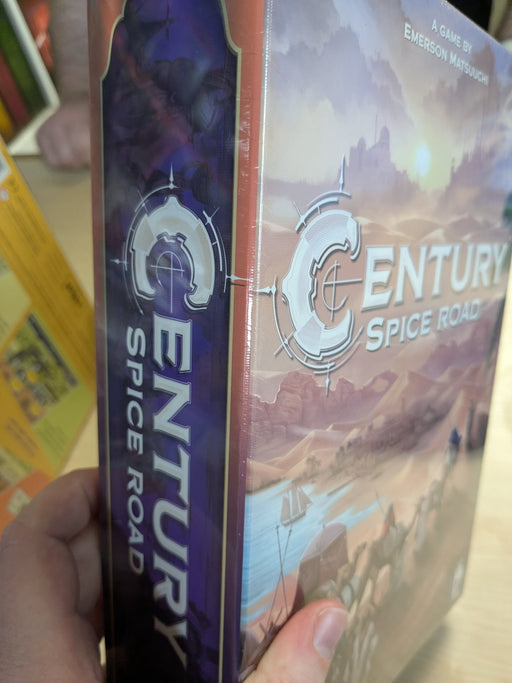 A GAME BY
EMERSON MATSUUCHI
CENTURY
SPICE ROAD
CENTURY
SPICE ROAD